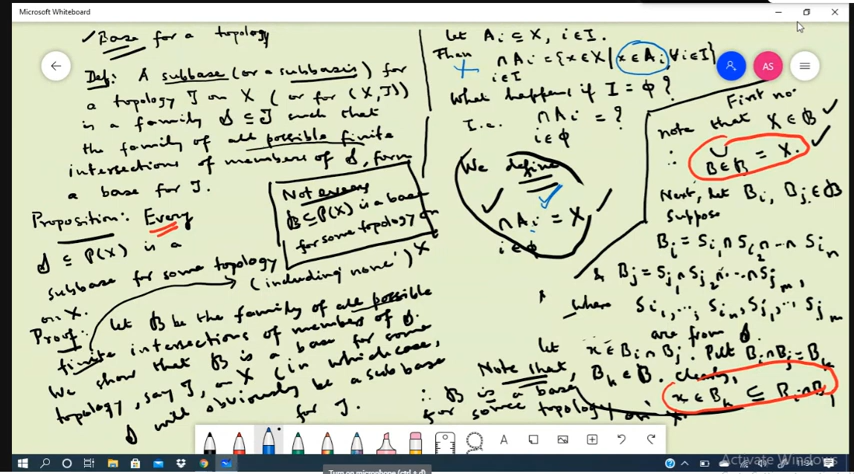 Microsoft Whiteboard
Base for a topology
Def: A subbase (or a subbasis) for
a topology J on X (or for (X,J))
is a family 𝒮 ⊆ J such that
the family of all possible finite
intersections of members of 𝒮, form
a base for J.
Not every
ℬ ⊆ P(X) is a base
for some topology on
X
Proposition: Every
𝒮 ⊆ P(X) is a
subbase for some topology
on X.
(including 'none')
Proof: Let ℬ be the family of all possible
finite intersections of members of 𝒮.
We show that ℬ is a base for some
topology, say J, on X (in which case,
𝒮 will obviously be a subbase
for J.
Let Aᵢ ⊆ X, i ∈ I.
Then
∩Aᵢ = {x ∈ X | x ∈ Aᵢ, ∀ i ∈ I}
i∈I
What happens if I = φ?
I.e. ∩Aᵢ = ?
i∈φ
We define
∩Aᵢ = X
i∈φ
First
note that X ∈ ℬ
∴ ∪ = X.
B∈ℬ
Next, let Bᵢ, Bⱼ ∈ ℬ
Suppose
Bᵢ = Sᵢ₁ ∩ Sᵢ₂ ∩ ... ∩ Sᵢₙ
& Bⱼ = Sⱼ₁ ∩ Sⱼ₂ ∩ ... ∩ Sⱼₘ,
where Sᵢ₁, ..., Sᵢₙ, Sⱼ₁, ..., Sⱼₘ
are from 𝒮.
Let x ∈ Bᵢ ∩ Bⱼ. Put Bᵢ ∩ Bⱼ = Bₖ
Note that, Bₖ ∈ ℬ. Clearly,
x ∈ Bₖ ⊆ Bᵢ ∩ Bⱼ
∴ ℬ is a base
for some topology on X.
AS
Activate Windows
Turn on microphone (ctrl + d)